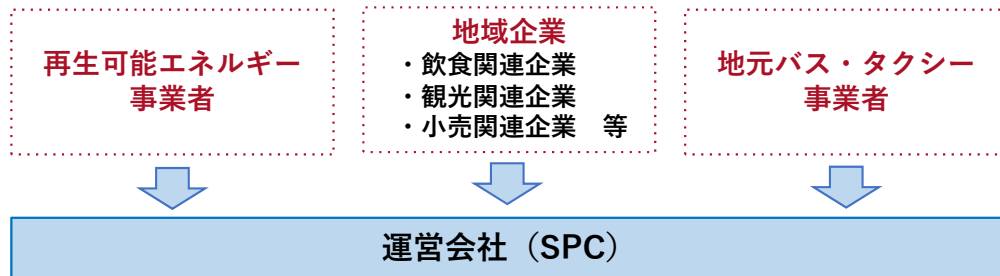 再生可能エネルギー
事業者
地域企業
・飲食関連企業
・観光関連企業
・小売関連企業　等
地元バス・タクシー
事業者
運営会社（SPC）